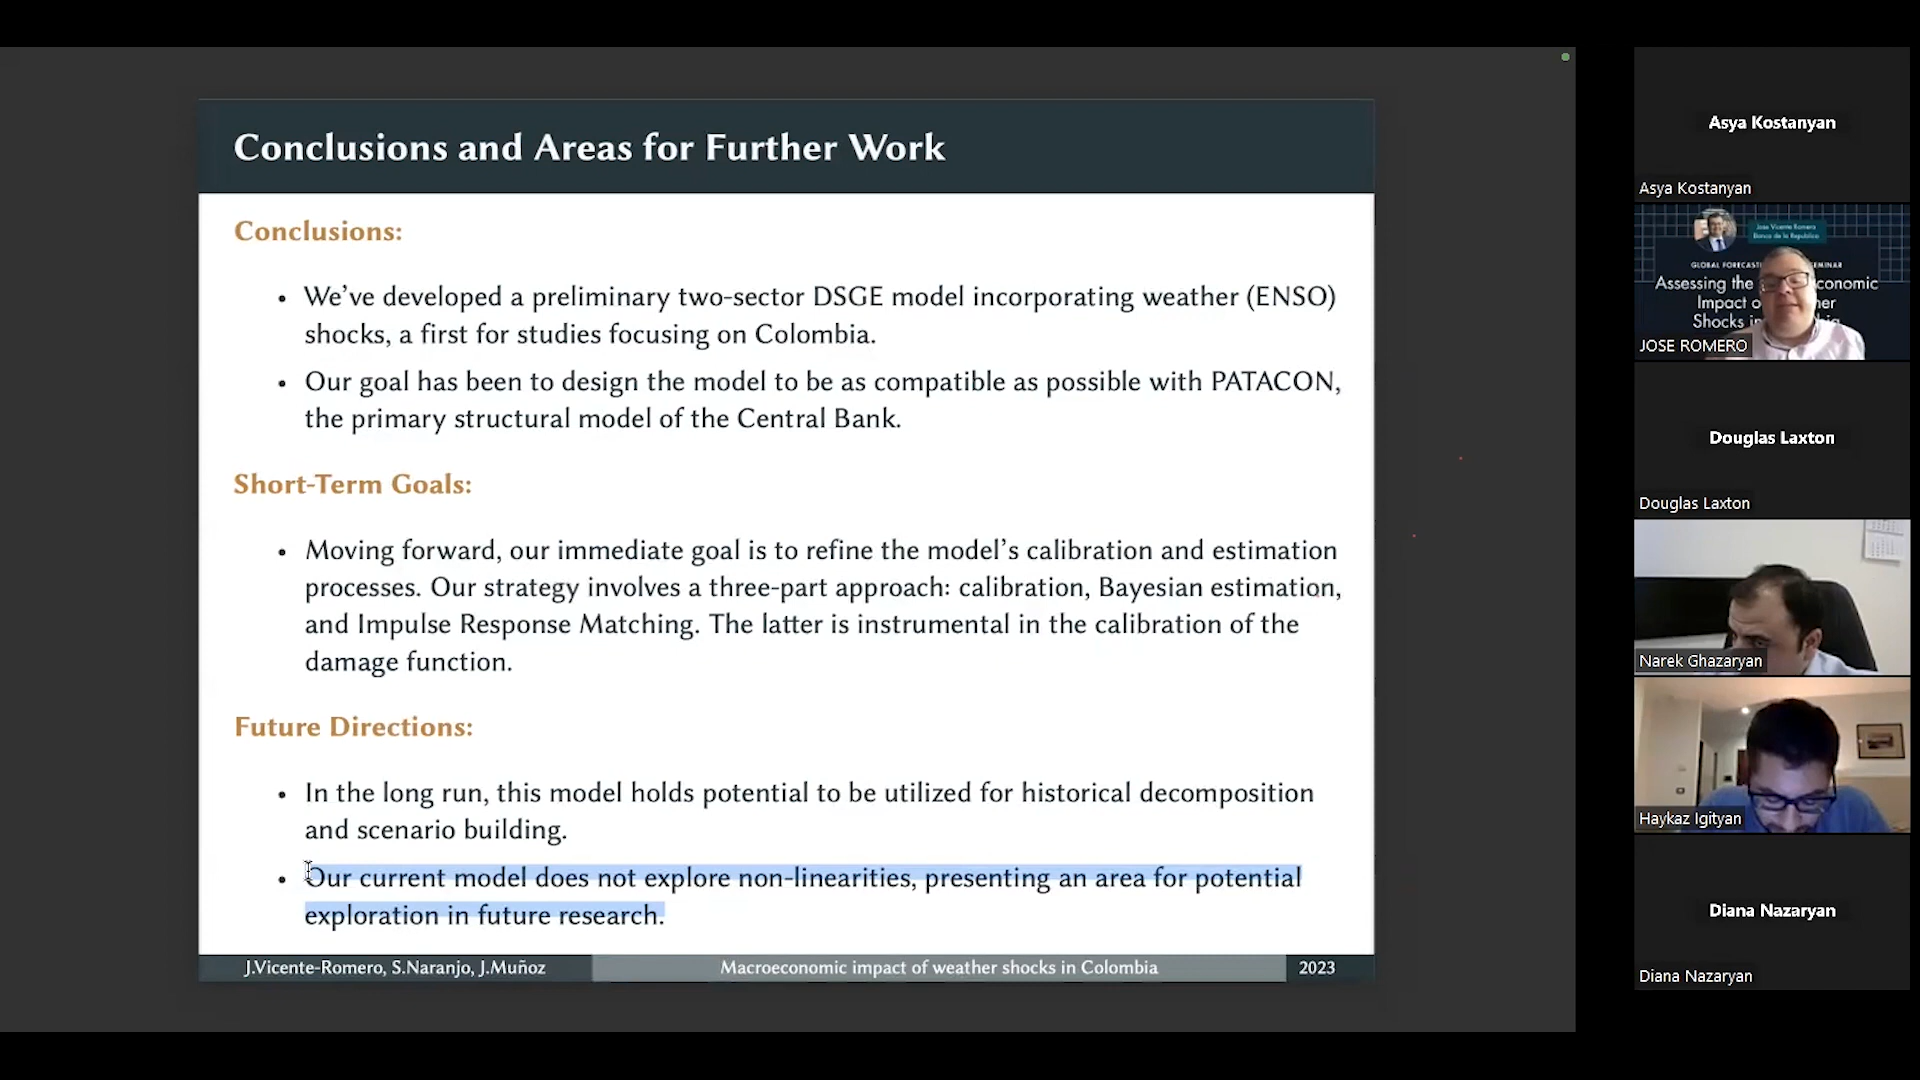 Conclusions and Areas for Further Work
Conclusions:
• We've developed a preliminary two-sector DSGE model incorporating weather (ENSO)
shocks, a first for studies focusing on Colombia.
• Our goal has been to design the model to be as compatible as possible with PATACON,
the primary structural model of the Central Bank.
Short-Term Goals:
• Moving forward, our immediate goal is to refine the model's calibration and estimation
processes. Our strategy involves a three-part approach: calibration, Bayesian estimation,
and Impulse Response Matching. The latter is instrumental in the calibration of the
damage function.
Future Directions:
• In the long run, this model holds potential to be utilized for historical decomposition
and scenario building.
• Our current model does not explore non-linearities, presenting an area for potential
exploration in future research.
J.Vicente-Romero, S.Naranjo, J.Muñoz
Macroeconomic impact of weather shocks in Colombia
2023
Asya Kostanyan
Asya Kostanyan
Jose Vicente Romero
Banco de la Republica
GLOBAL
Assessing the
Impact
Shocks
JOSE ROMERO
Douglas Laxton
Douglas Laxton
Narek Ghazaryan
Haykaz Igityan
Diana Nazaryan
Diana Nazaryan